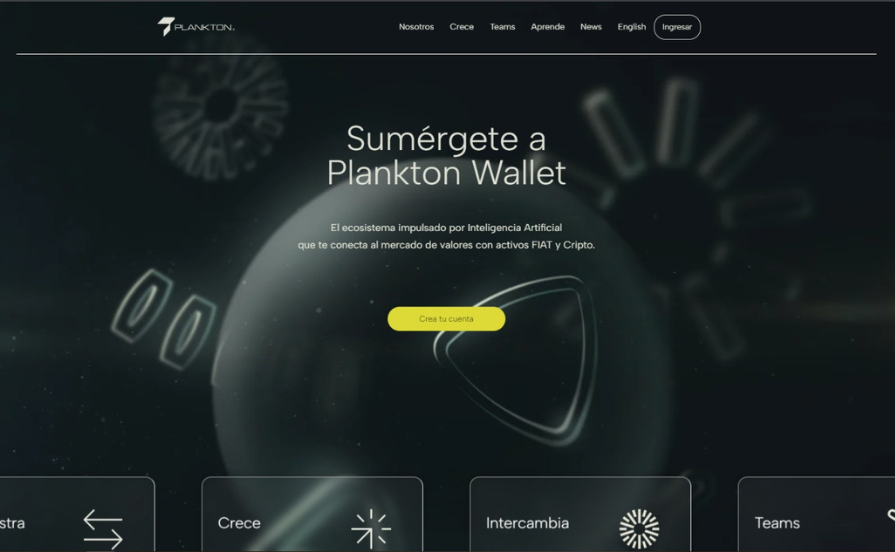 PLANKTON
Nosotros Crece Teams Aprende News English Ingresar
Sumérgete a
Plankton Wallet
El ecosistema impulsado por Inteligencia Artificial
que te conecta al mercado de valores con activos FIAT y Cripto.
Crea tu cuenta
stra Crece Intercambia Teams